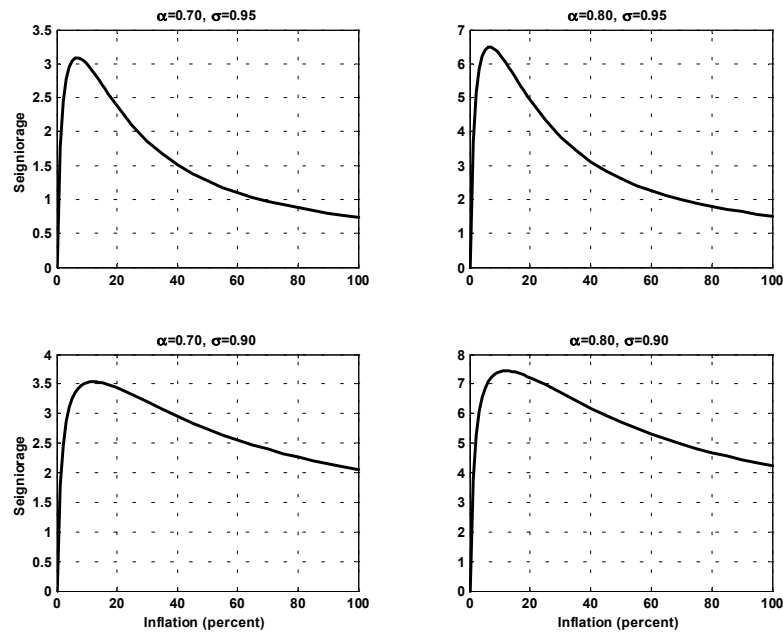 α=0.70, σ=0.95
3.5
3
2.5
2
1.5
1
0.5
0
Seigniorage
0 20 40 60 80 100
α=0.80, σ=0.95
7
6
5
4
3
2
1
0
0 20 40 60 80 100
α=0.70, σ=0.90
4
3.5
3
2.5
2
1.5
1
0.5
0
Seigniorage
0 20 40 60 80 100
Inflation (percent)
α=0.80, σ=0.90
8
7
6
5
4
3
2
1
0
0 20 40 60 80 100
Inflation (percent)